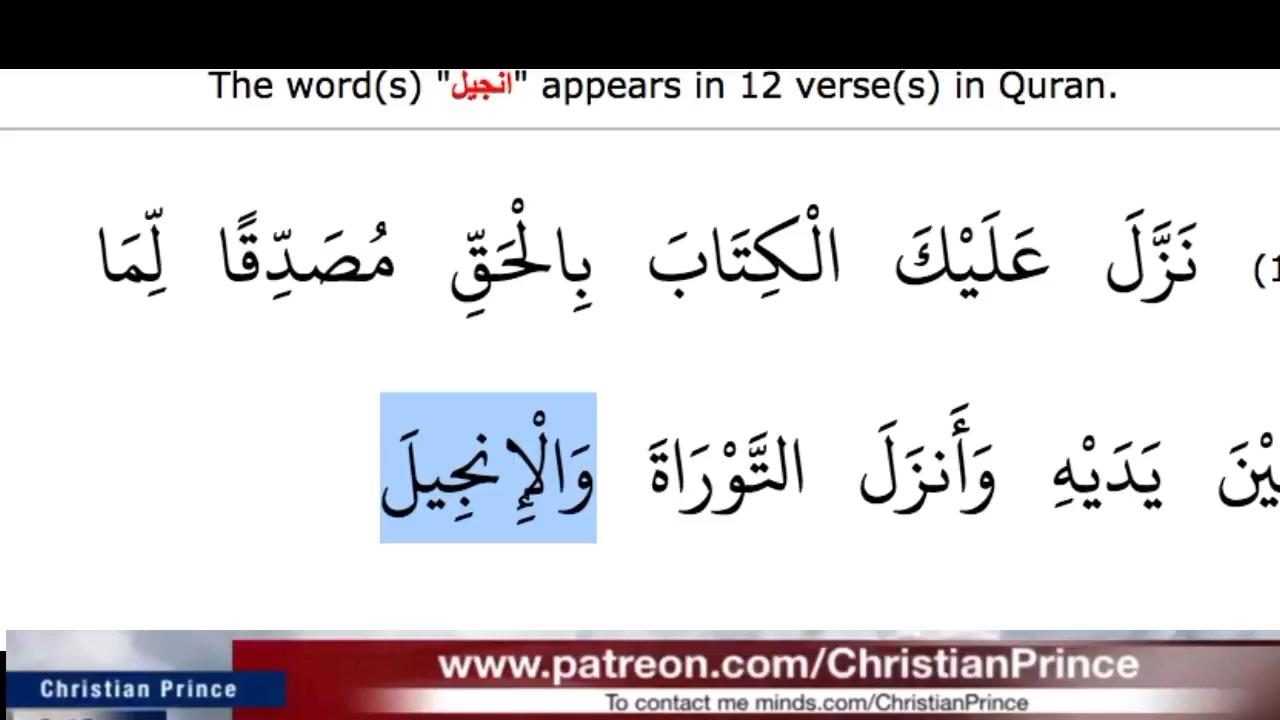 The word(s) "انجيل" appears in 12 verse(s) in Quran.
(1 نَزَّلَ عَلَيْكَ الْكِتَابَ بِالْحَقِّ مُصَدِّقًا لِّمَا
يَدَيْهِ وَأَنزَلَ التَّوْرَاةَ وَالْإِنجِيلَ
www.patreon.com/ChristianPrince
Christian Prince
To contact me minds.com/ChristianPrince